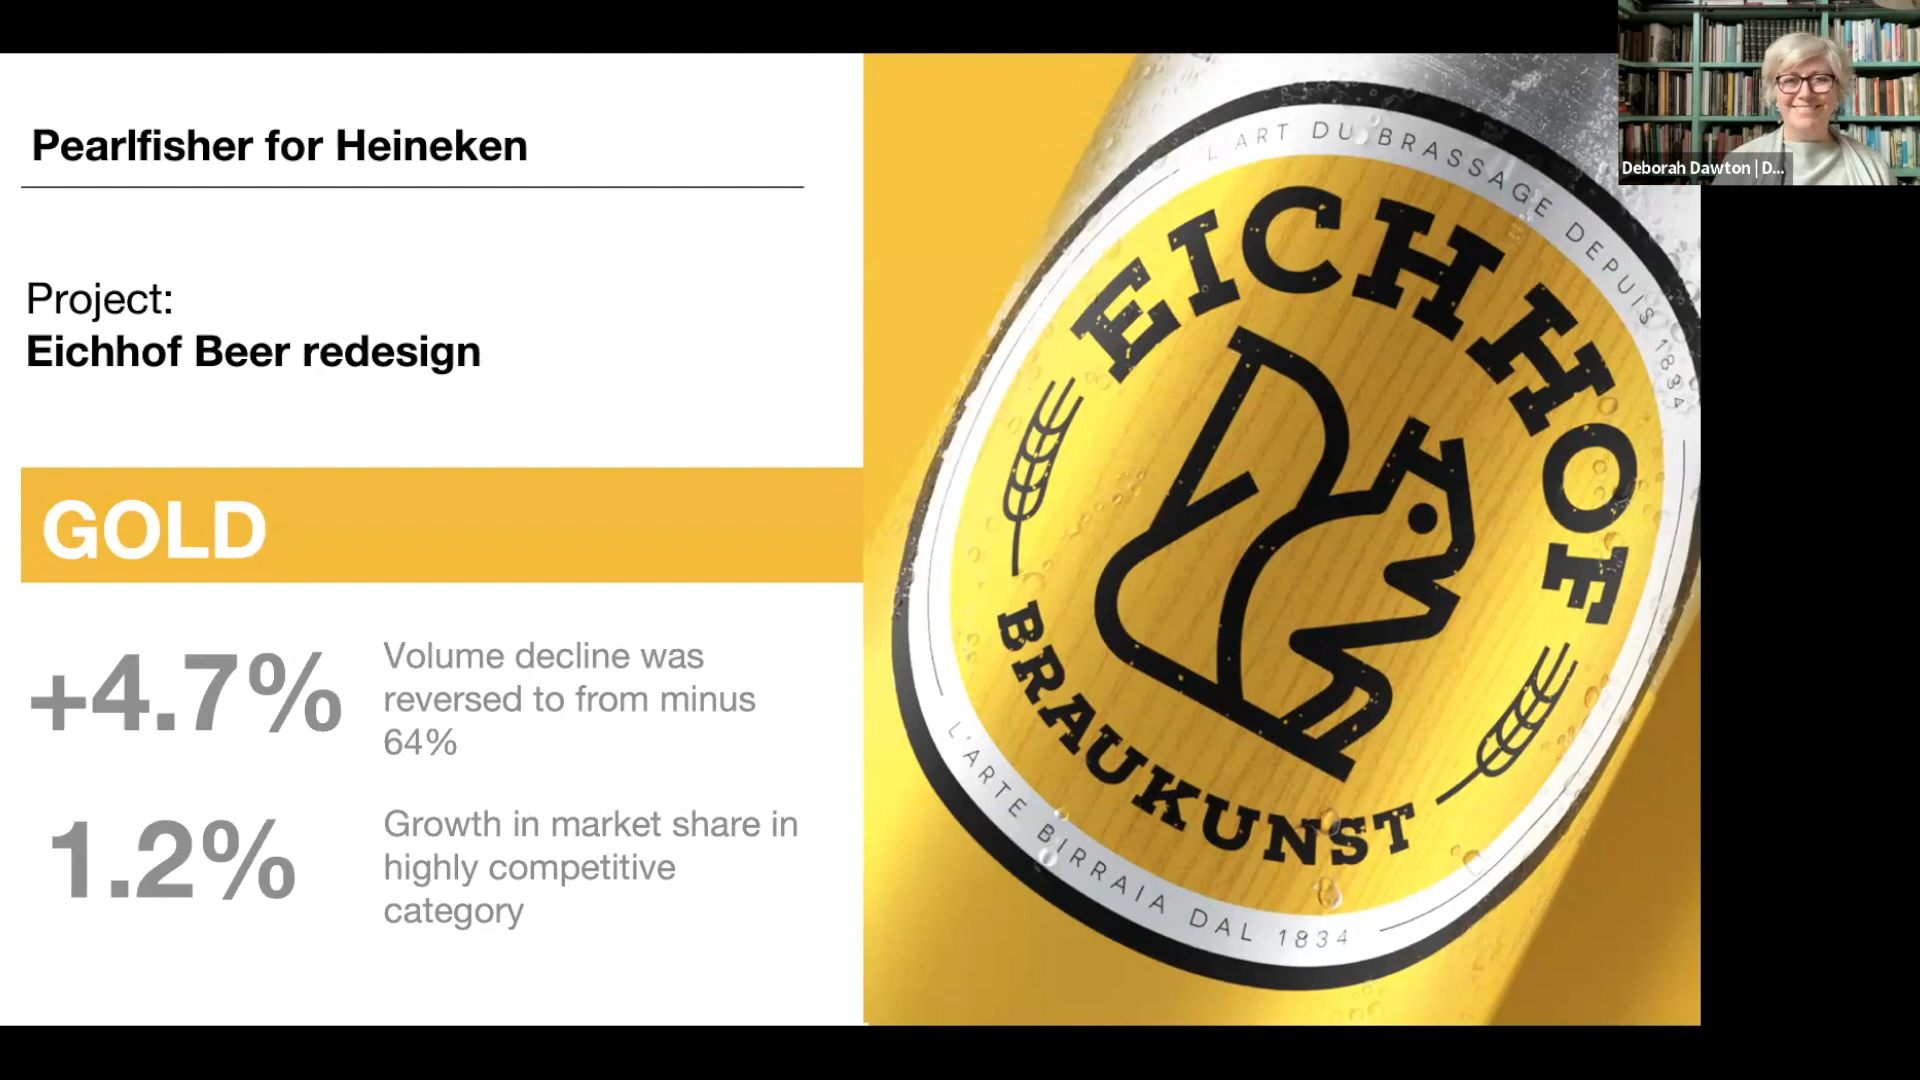 Pearlfisher for Heineken
Project:
Eichhof Beer redesign
GOLD
+4.7%
Volume decline was
reversed to from minus
64%
1.2%
Growth in market share in
highly competitive
category
L'ART DU BRASSAGE DEPUIS 1834
EICHHOF
BRAUKUNST
L'ARTE BIRRAIA DAL 1834
Deborah Dawton | D...